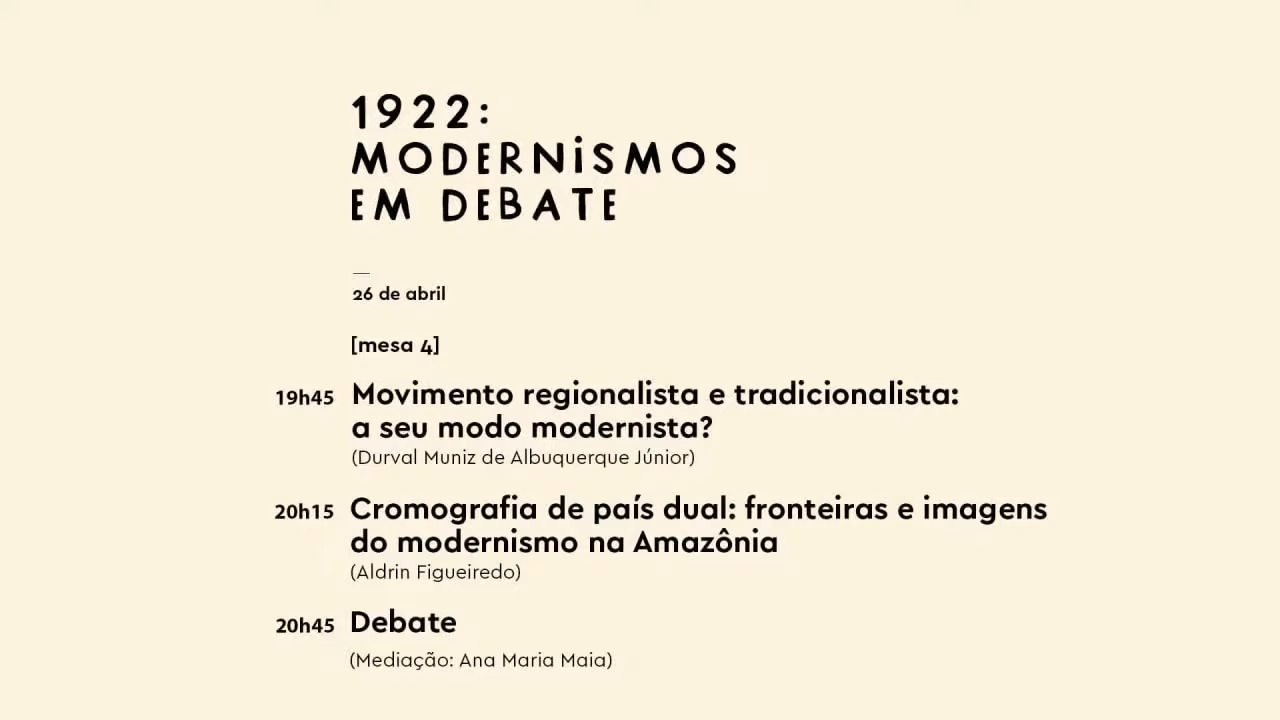 1922:
MODERNiSMOS
EM DEBATE
—
26 de abril
[mesa 4]
19h45 Movimento regionalista e tradicionalista:
a seu modo modernista?
(Durval Muniz de Albuquerque Júnior)
20h15 Cromografia de país dual: fronteiras e imagens
do modernismo na Amazônia
(Aldrin Figueiredo)
20h45 Debate
(Mediação: Ana Maria Maia)